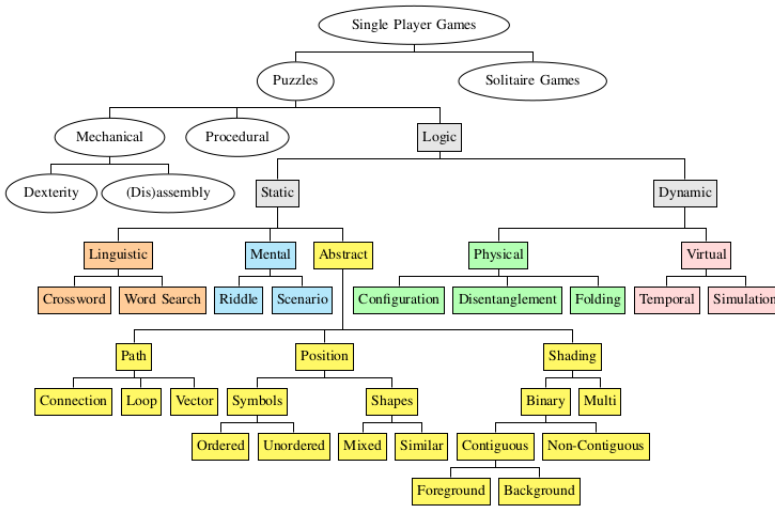 Single Player Games
Puzzles
Solitaire Games
Mechanical
Procedural
Logic
Dexterity
(Dis)assembly
Static
Dynamic
Linguistic
Mental
Abstract
Physical
Virtual
Crossword
Word Search
Riddle
Scenario
Configuration
Disentanglement
Folding
Temporal
Simulation
Path
Position
Shading
Connection
Loop
Vector
Symbols
Shapes
Binary
Multi
Ordered
Unordered
Mixed
Similar
Contiguous
Non-Contiguous
Foreground
Background